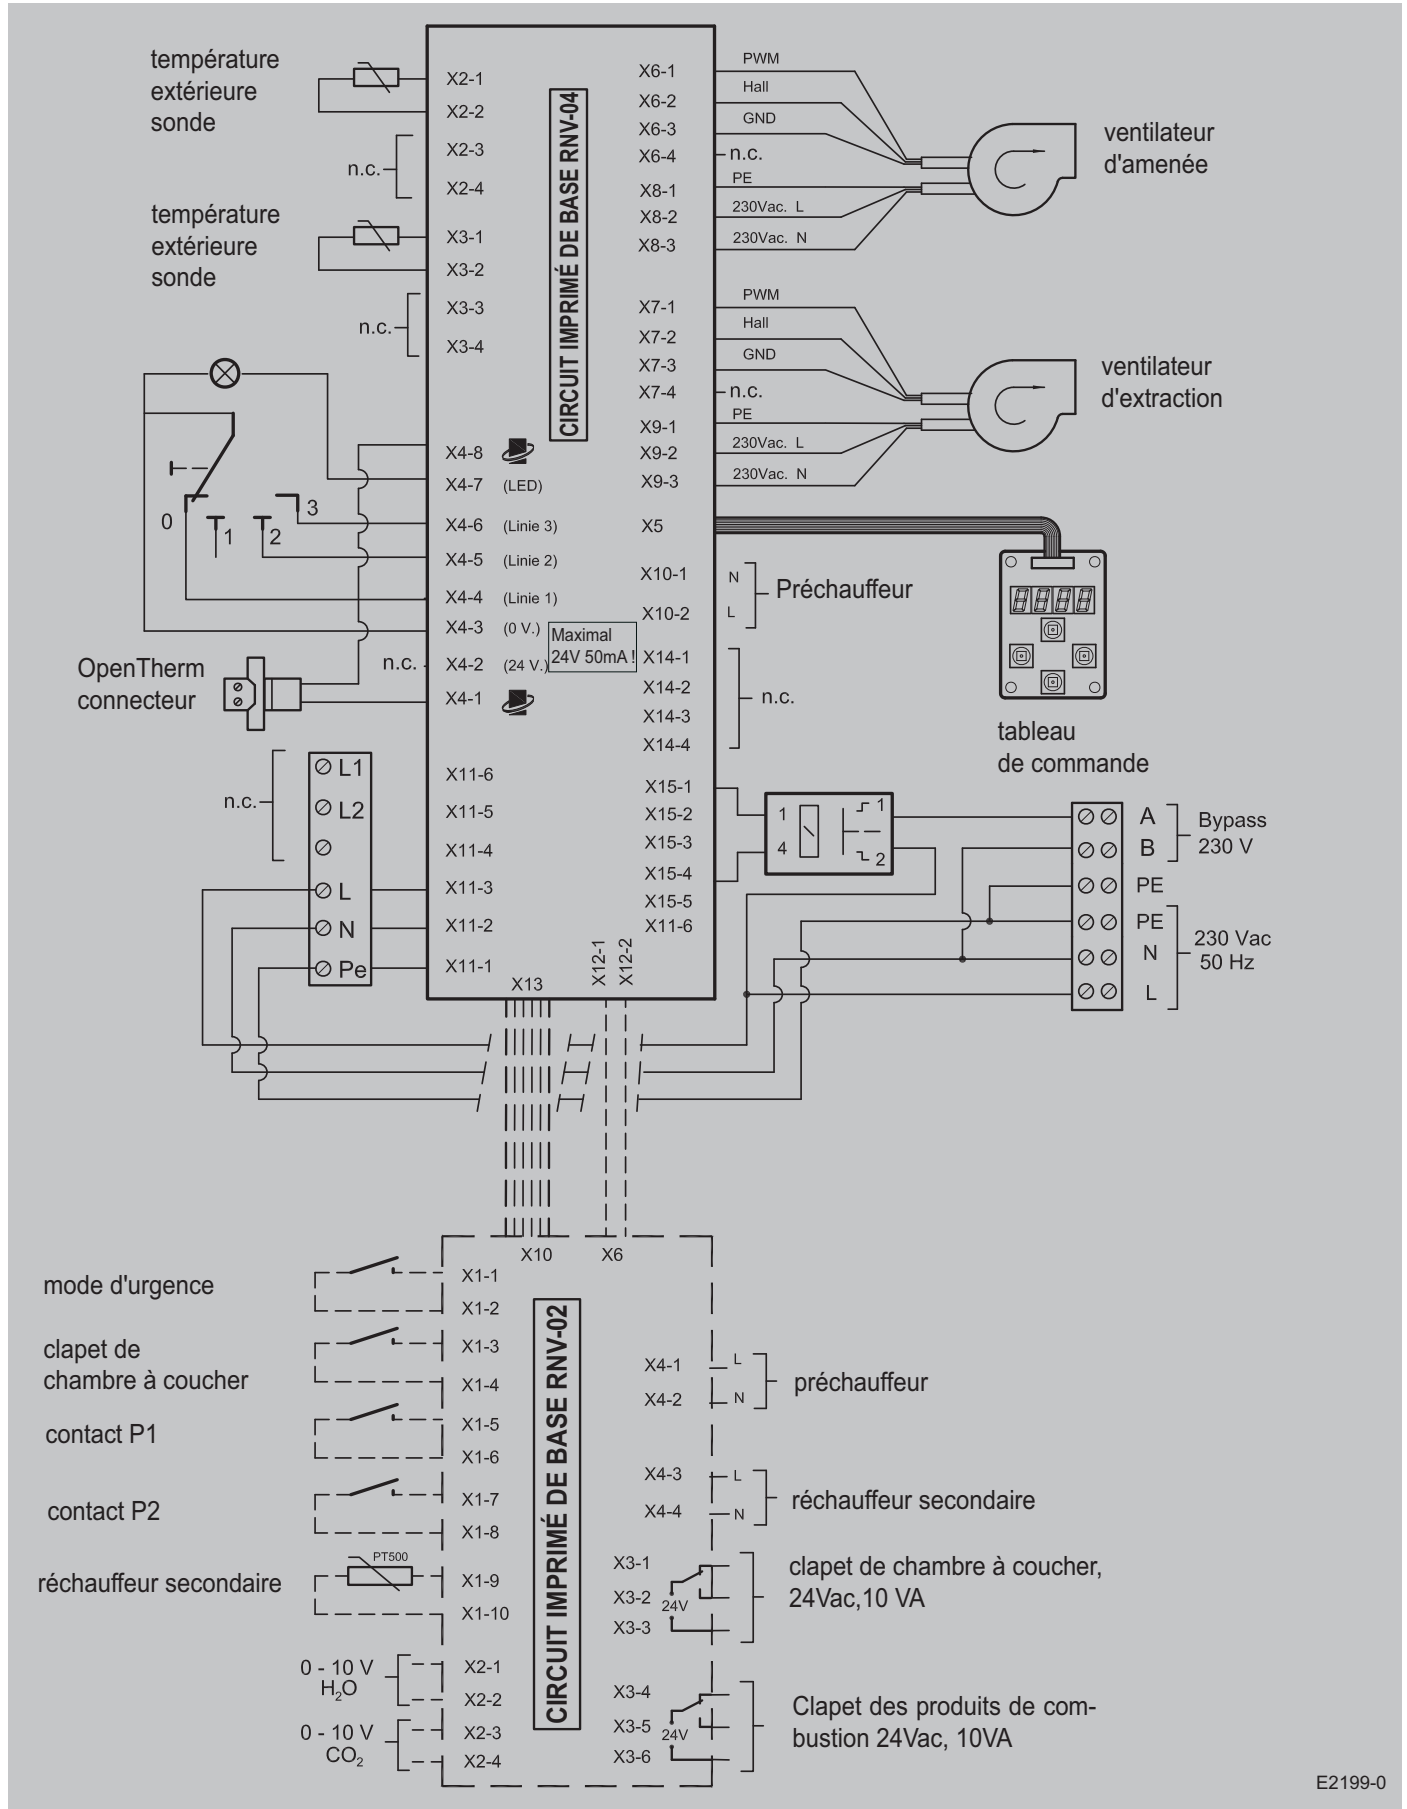 température
extérieure
sonde
n.c.
température
extérieure
sonde
n.c.
0
1
2
3
OpenTherm
connecteur
n.c.
n.c.
L1
L2
L
N
Pe
CIRCUIT IMPRIMÉ DE BASE RNV-04
X2-1
X2-2
X2-3
X2-4
X3-1
X3-2
X3-3
X3-4
X4-8
X4-7 (LED)
X4-6 (Linie 3)
X4-5 (Linie 2)
X4-4 (Linie 1)
X4-3 (0 V.)
X4-2 (24 V.)
X4-1
Maximal
24V 50mA !
X11-6
X11-5
X11-4
X11-3
X11-2
X11-1
X13
X12-1
X12-2
X6-1 PWM
X6-2 Hall
X6-3 GND
X6-4 n.c.
X8-1 PE
X8-2 230Vac. L
X8-3 230Vac. N
ventilateur
d'amenée
X7-1 PWM
X7-2 Hall
X7-3 GND
X7-4 n.c.
X9-1 PE
X9-2 230Vac. L
X9-3 230Vac. N
ventilateur
d'extraction
X5
tableau
de commande
X10-1 N
X10-2 L
Préchauffeur
X14-1
X14-2
X14-3
X14-4
n.c.
X15-1
X15-2
X15-3
X15-4
X15-5
X11-6
1
4
1
2
A
B
PE
PE
N
L
Bypass
230 V
230 Vac
50 Hz
X10
X6
CIRCUIT IMPRIMÉ DE BASE RNV-02
mode d'urgence
X1-1
X1-2
clapet de
chambre à coucher
X1-3
X1-4
contact P1
X1-5
X1-6
contact P2
X1-7
X1-8
réchauffeur secondaire
PT500
X1-9
X1-10
0 - 10 V
H₂O
X2-1
X2-2
0 - 10 V
CO₂
X2-3
X2-4
X4-1 L
X4-2 N
préchauffeur
X4-3 L
X4-4 N
réchauffeur secondaire
X3-1
X3-2
X3-3
24V
clapet de chambre à coucher,
24Vac,10 VA
X3-4
X3-5
X3-6
24V
Clapet des produits de com-
bustion 24Vac, 10VA
E2199-0